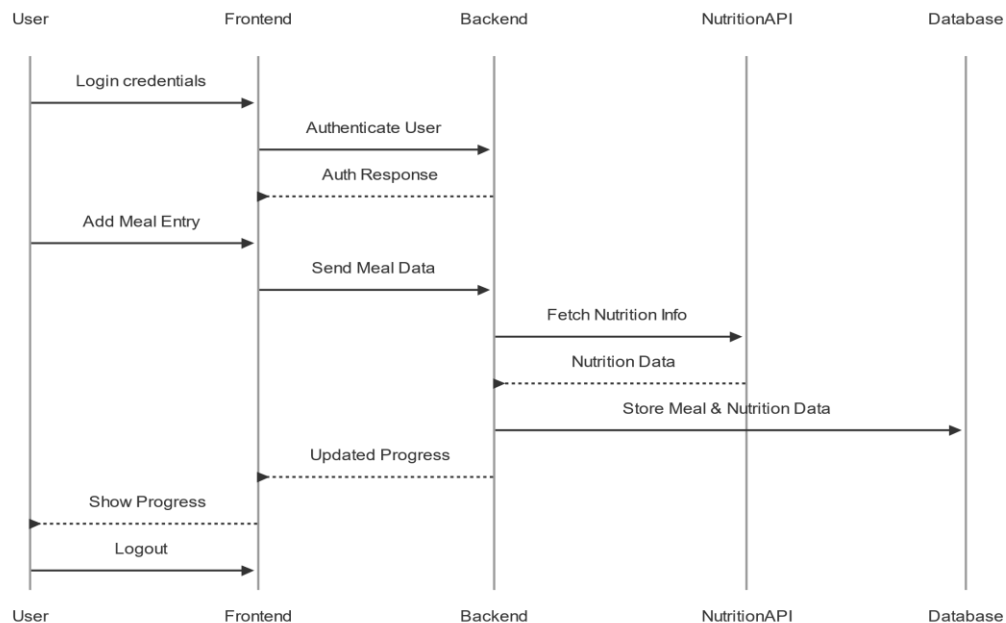 User Frontend Backend NutritionAPI Database
Login credentials
Authenticate User
Auth Response
Add Meal Entry
Send Meal Data
Fetch Nutrition Info
Nutrition Data
Store Meal & Nutrition Data
Updated Progress
Show Progress
Logout
User Frontend Backend NutritionAPI Database